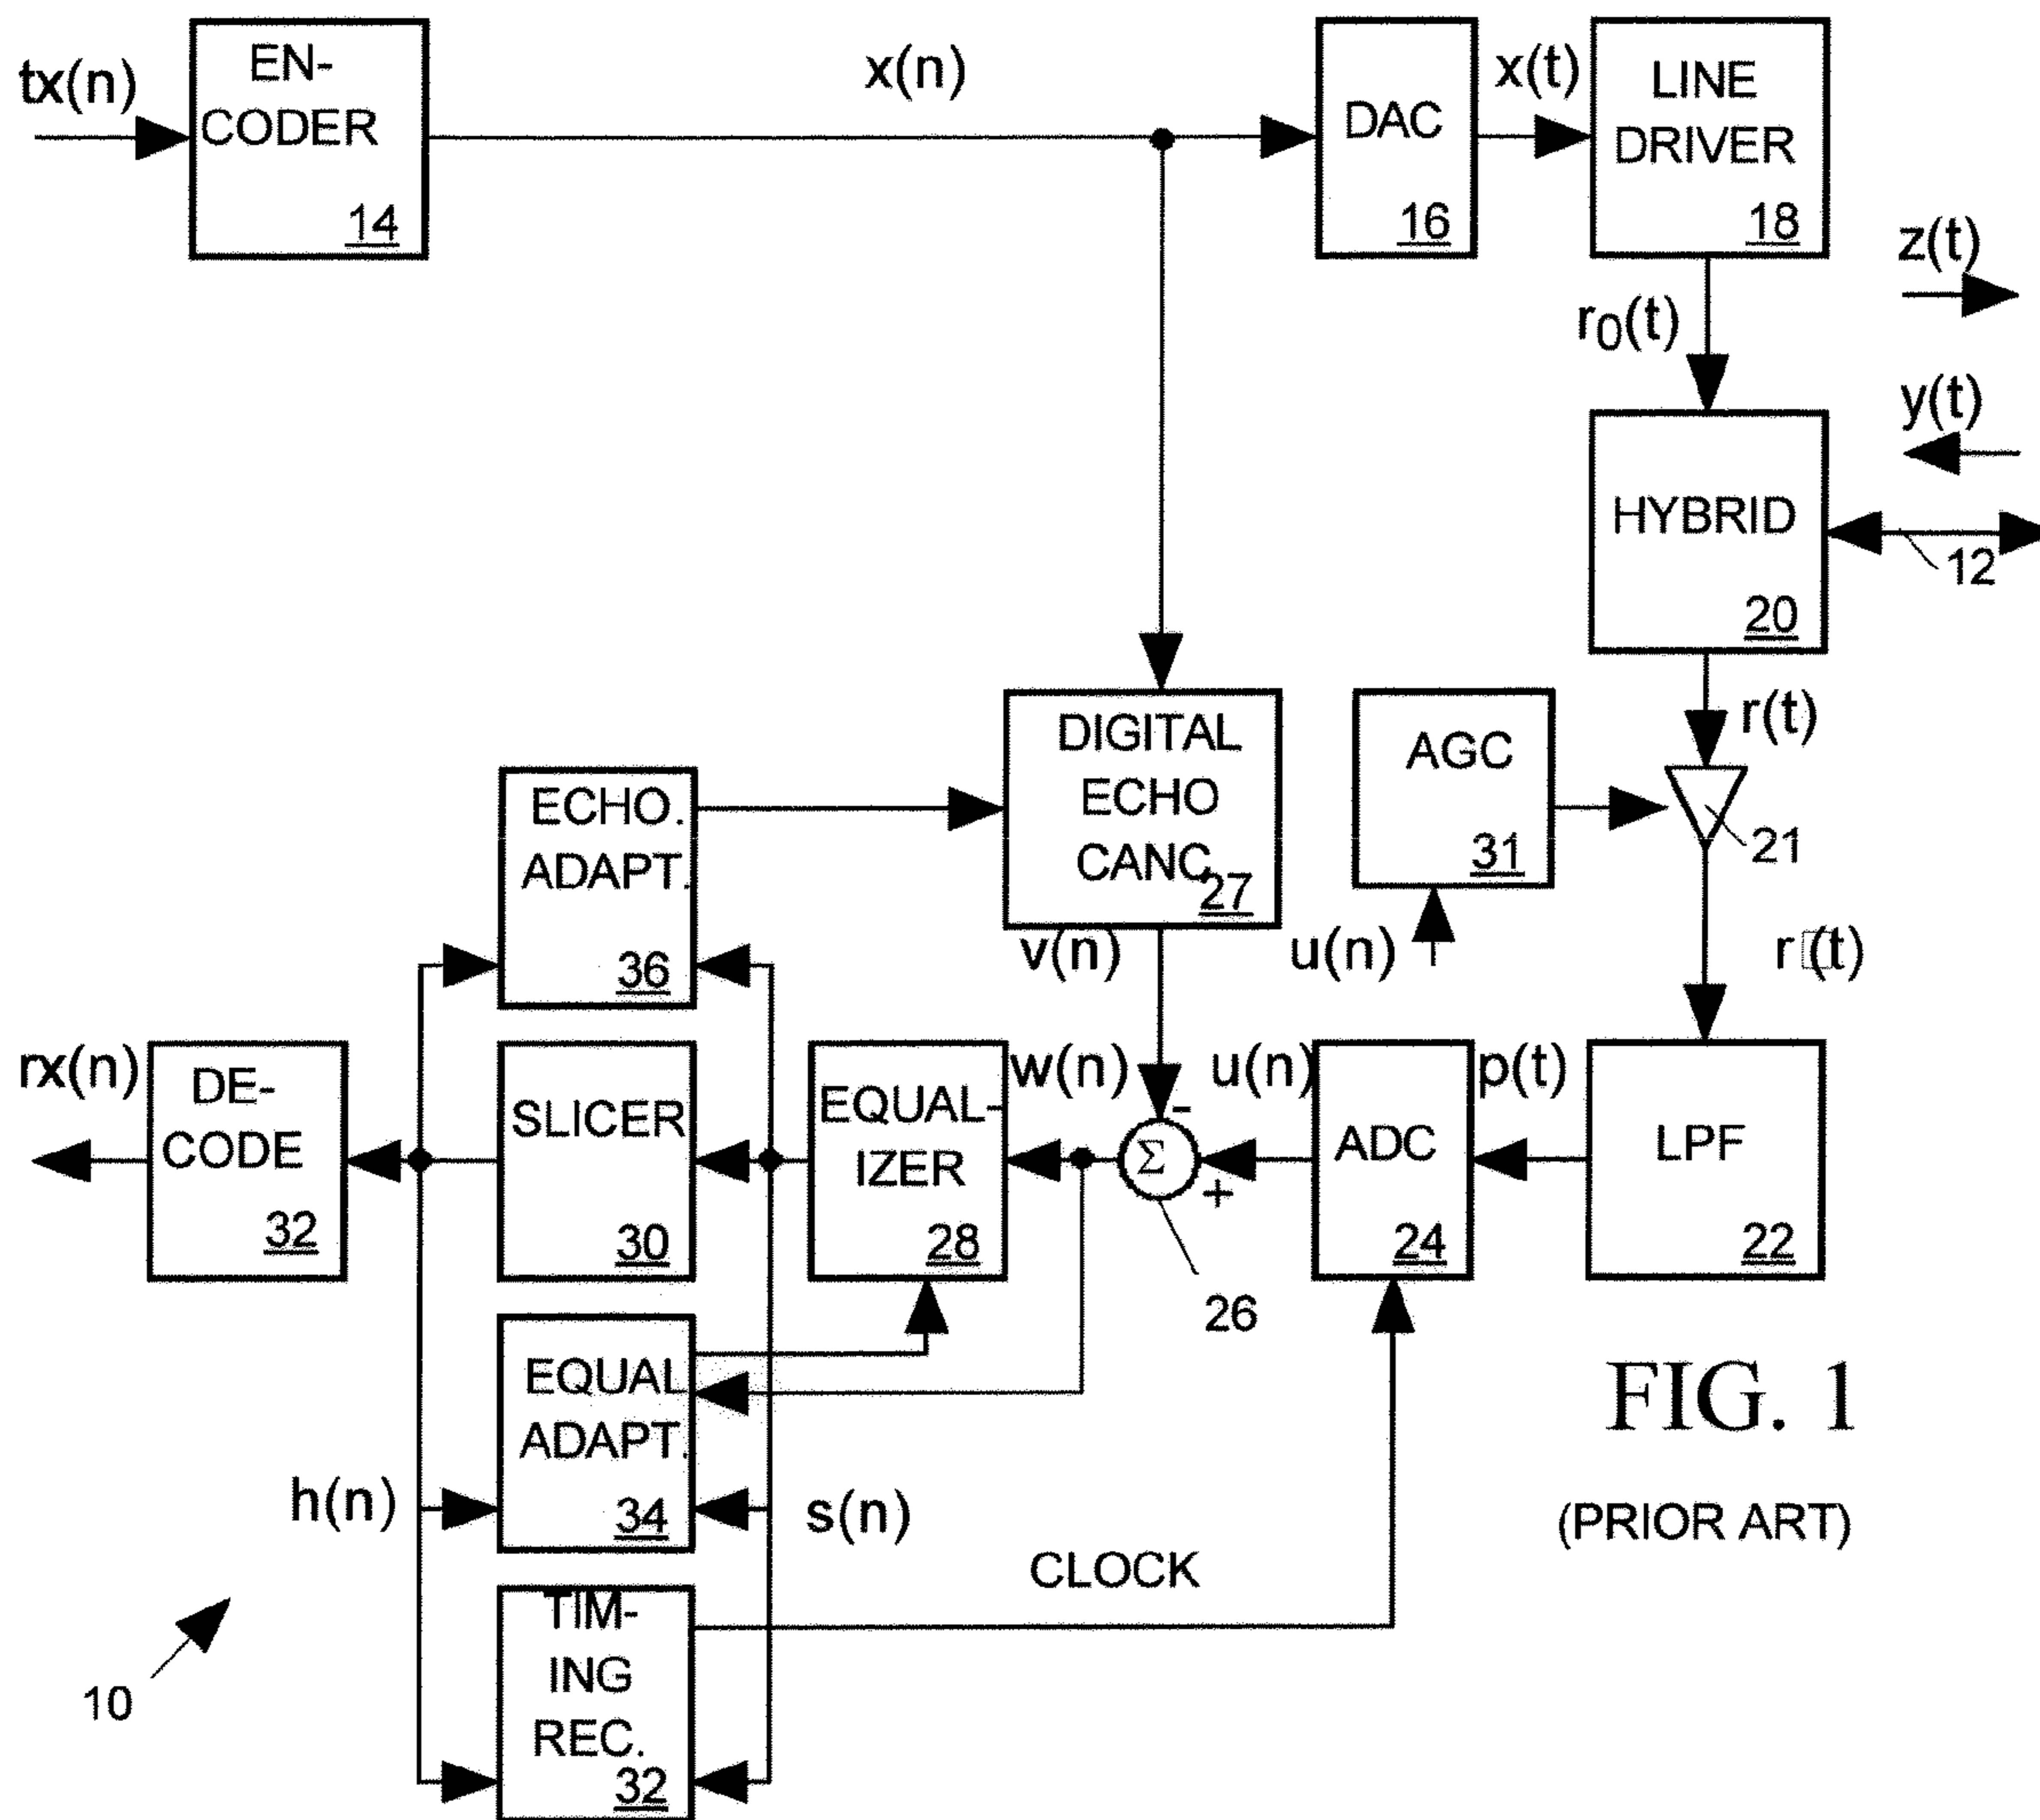 tx(n)
EN-
CODER
14
x(n)
DAC
16
x(t)
LINE
DRIVER
18
z(t)
r0(t)
y(t)
HYBRID
20
12
r(t)
AGC
31
21
u(n)
r (t)
DIGITAL
ECHO
CANC.
27
v(n)
ECHO.
ADAPT.
36
rx(n)
DE-
CODE
32
SLICER
30
EQUAL-
IZER
28
w(n)
-
Σ
+
26
u(n)
ADC
24
p(t)
LPF
22
EQUAL
ADAPT.
34
h(n)
s(n)
CLOCK
TIM-
ING
REC.
32
10
FIG. 1
(PRIOR ART)